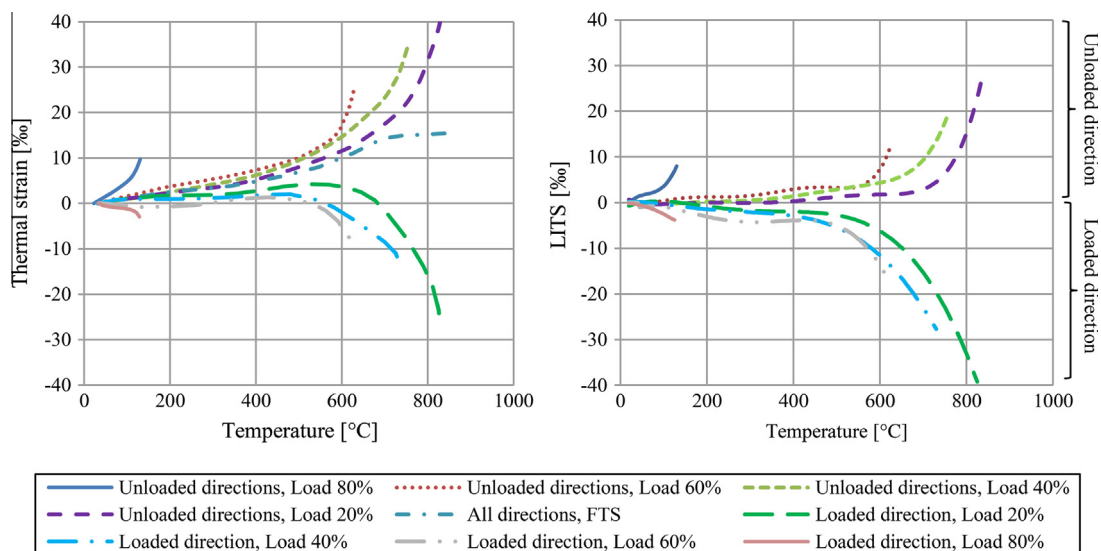 40
30
20
10
0
-10
-20
-30
-40
Thermal strain [‰]
0 200 400 600 800 1000
Temperature [°C]
40
30
20
10
0
-10
-20
-30
-40
LITS [‰]
0 200 400 600 800 1000
Temperature [°C]
Unloaded direction
Loaded direction
Unloaded directions, Load 80% Unloaded directions, Load 60% Unloaded directions, Load 40%
Unloaded directions, Load 20% All directions, FTS Loaded direction, Load 20%
Loaded direction, Load 40% Loaded direction, Load 60% Loaded direction, Load 80%